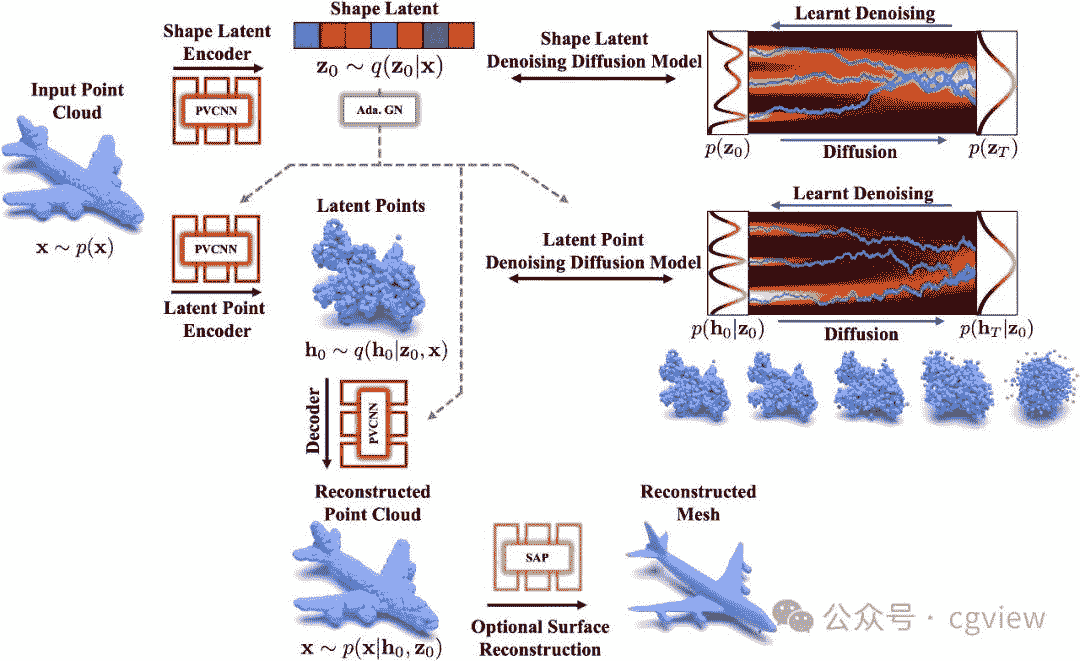 Input Point
Cloud
x ∼ p(x)
Shape Latent
Encoder
PVCNN
Shape Latent
z₀ ∼ q(z₀|x)
Ada. GN
Shape Latent
Denoising Diffusion Model
Learnt Denoising
p(z₀)
Diffusion
p(z_T)
PVCNN
Latent Point
Encoder
Latent Points
h₀ ∼ q(h₀|z₀, x)
Latent Point
Denoising Diffusion Model
Learnt Denoising
p(h₀|z₀)
Diffusion
p(h_T|z₀)
Decoder
PVCNN
Reconstructed
Point Cloud
x ∼ p(x|h₀, z₀)
SAP
Optional Surface
Reconstruction
Reconstructed
Mesh
公众号 · cgview